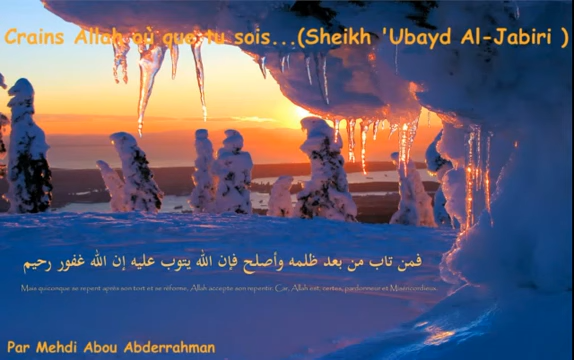 Crains Allah où que tu sois...(Sheikh 'Ubayd Al-Jabiri )
فمن تاب من بعد ظلمه وأصلح فإن الله يتوب عليه إن الله غفور رحيم
Mais quiconque se repent après son tort et se réforme, Allah accepte son repentir. Car, Allah est, certes, pardonneur et Miséricordieux.
Par Mehdi Abou Abderrahman